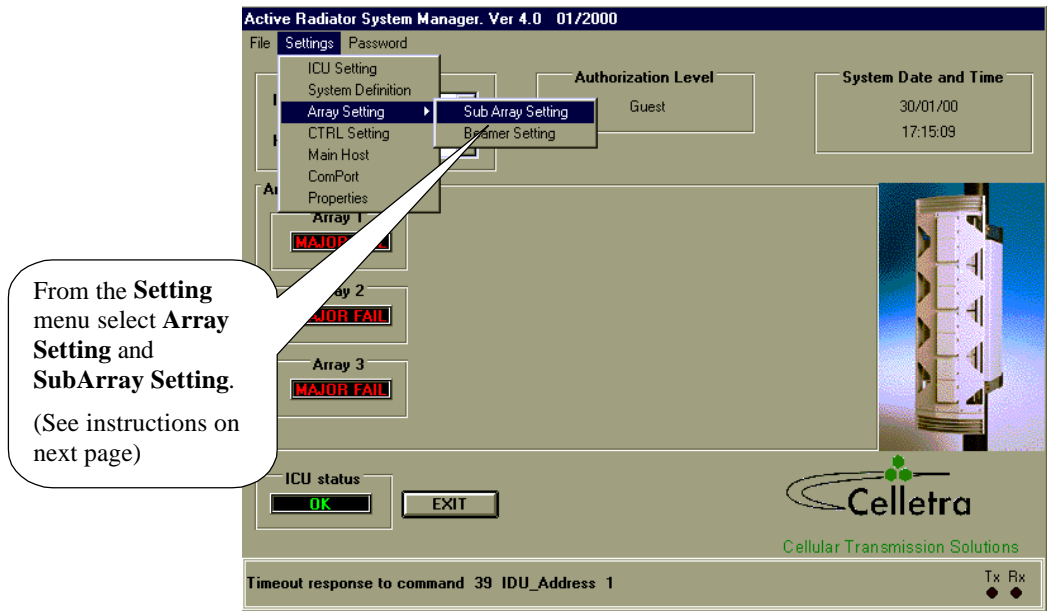 Active Radiator System Manager. Ver 4.0 01/2000
File Settings Password
ICU Setting
System Definition
Array Setting
CTRL Setting
Main Host
ComPort
Properties
Sub Array Setting
Beamer Setting
Authorization Level
Guest
System Date and Time
30/01/00
17:15:09
Array 1
MAJOR FAIL
Array 2
MAJOR FAIL
Array 3
MAJOR FAIL
From the Setting
menu select Array
Setting and
SubArray Setting.
(See instructions on
next page)
ICU status
OK
EXIT
Celletra
Cellular Transmission Solutions
Timeout response to command 39 IDU_Address 1
Tx Rx